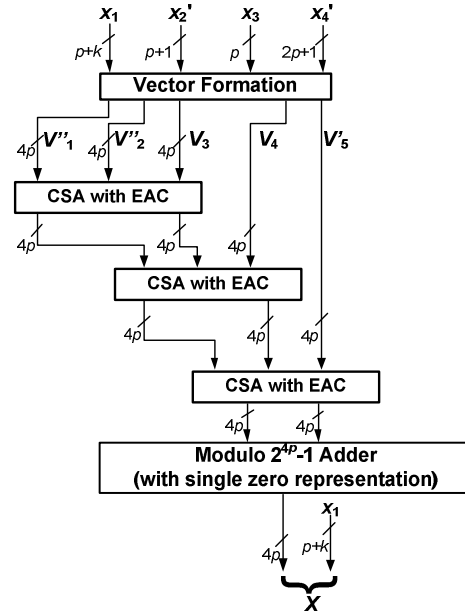 x₁ x₂' x₃ x₄'
p+k p+1 p 2p+1
Vector Formation
4p V''₁ 4p V''₂ 4p V₃ V₄ V'₅
CSA with EAC
4p 4p 4p
CSA with EAC
4p 4p 4p
CSA with EAC
4p 4p
Modulo 2⁴ᵖ-1 Adder
(with single zero representation)
x₁
4p p+k
X